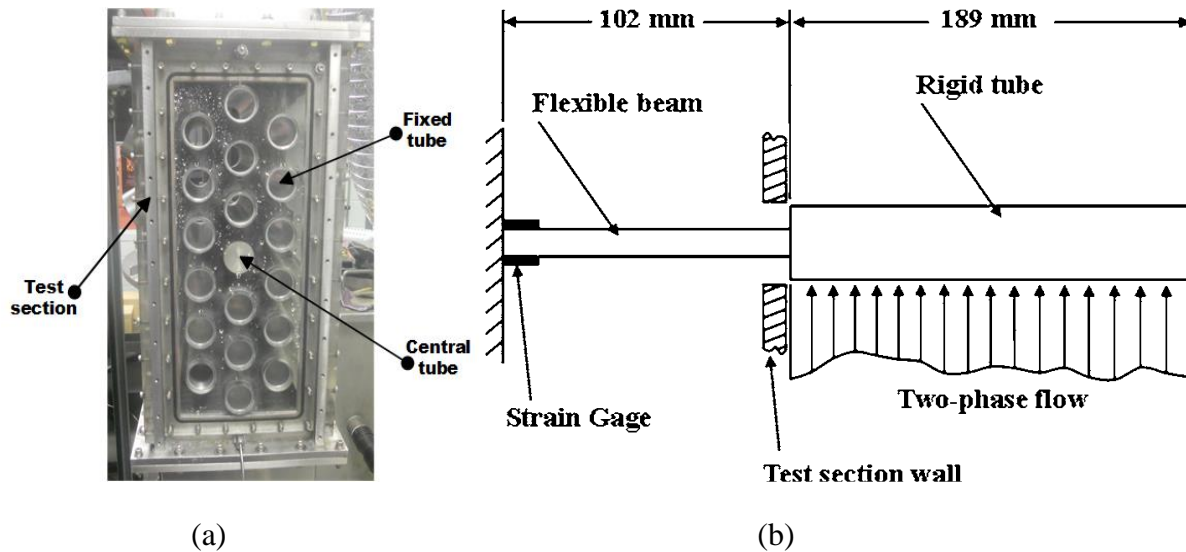 Fixed
tube
Test
section
Central
tube
(a)
102 mm
189 mm
Flexible beam
Rigid tube
Strain Gage
Two-phase flow
Test section wall
(b)